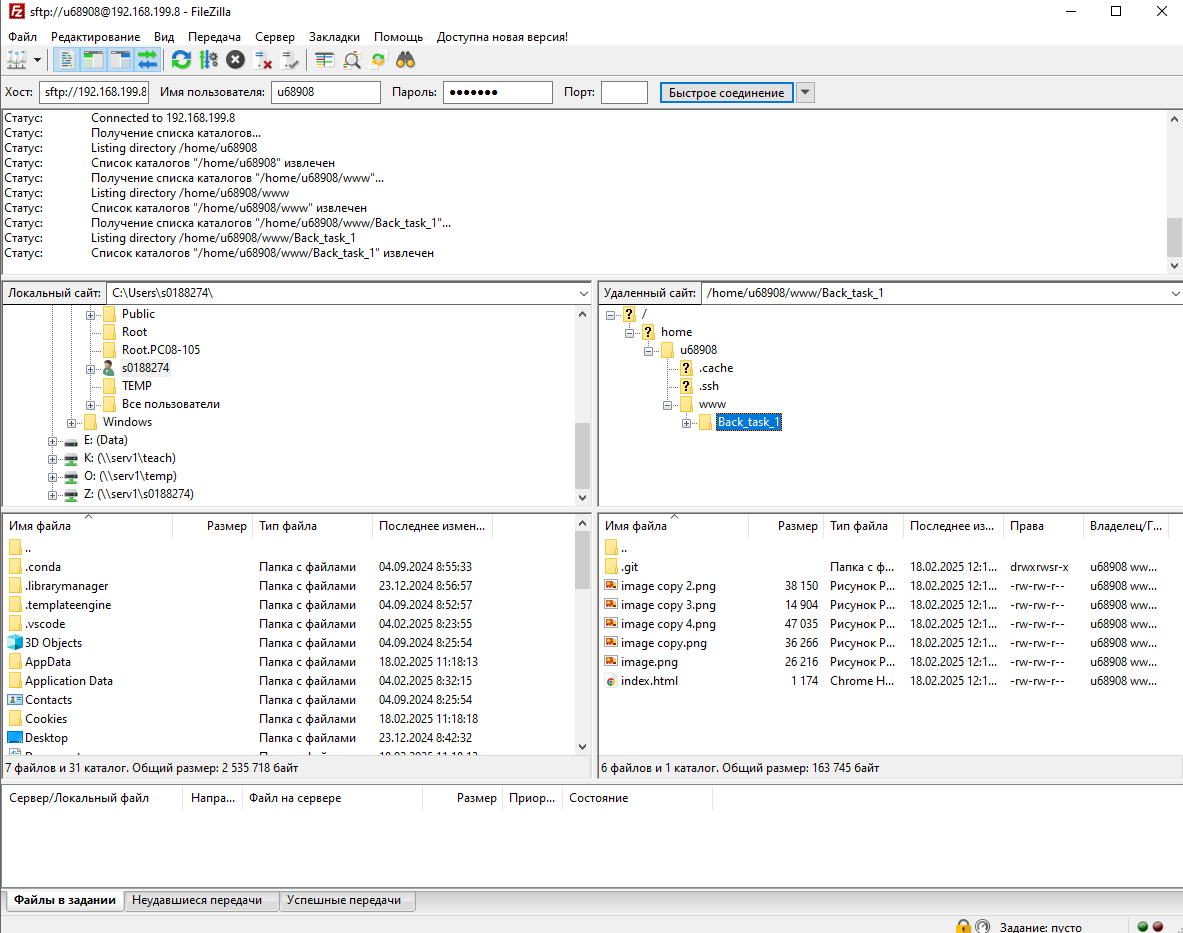 sftp://u68908@192.168.199.8 - FileZilla
Файл Редактирование Вид Передача Сервер Закладки Помощь Доступна новая версия!
Хост: sftp://192.168.199.8 Имя пользователя: u68908 Пароль: ●●●●●●● Порт: Быстрое соединение
Статус: Connected to 192.168.199.8
Статус: Получение списка каталогов...
Статус: Listing directory /home/u68908
Статус: Список каталогов "/home/u68908" извлечен
Статус: Получение списка каталогов "/home/u68908/www"...
Статус: Listing directory /home/u68908/www
Статус: Список каталогов "/home/u68908/www" извлечен
Статус: Получение списка каталогов "/home/u68908/www/Back_task_1"...
Статус: Listing directory /home/u68908/www/Back_task_1
Статус: Список каталогов "/home/u68908/www/Back_task_1" извлечен
Локальный сайт: C:\Users\s0188274\
Public
Root
Root.PC08-105
s0188274
TEMP
Все пользователи
Windows
E: (Data)
K: (\\serv1\teach)
O: (\\serv1\temp)
Z: (\\serv1\s0188274)
Удаленный сайт: /home/u68908/www/Back_task_1
/
home
u68908
.cache
.ssh
www
Back_task_1
Имя файла Размер Тип файла Последнее измен...
..
.conda Папка с файлами 04.09.2024 8:55:33
.librarymanager Папка с файлами 23.12.2024 8:56:57
.templateengine Папка с файлами 04.09.2024 8:52:57
.vscode Папка с файлами 04.02.2025 8:23:55
3D Objects Папка с файлами 04.09.2024 8:25:54
AppData Папка с файлами 18.02.2025 11:18:13
Application Data Папка с файлами 04.02.2025 8:32:15
Contacts Папка с файлами 04.09.2024 8:25:54
Cookies Папка с файлами 18.02.2025 11:18:18
Desktop Папка с файлами 23.12.2024 8:42:32
7 файлов и 31 каталог. Общий размер: 2 535 718 байт
Имя файла Размер Тип файла Последнее из... Права Владелец/Г...
..
.git Папка с ф... 18.02.2025 12:1... drwxrwsr-x u68908 ww...
image copy 2.png 38 150 Рисунок P... 18.02.2025 12:1... -rw-rw-r-- u68908 ww...
image copy 3.png 14 904 Рисунок P... 18.02.2025 12:1... -rw-rw-r-- u68908 ww...
image copy 4.png 47 035 Рисунок P... 18.02.2025 12:1... -rw-rw-r-- u68908 ww...
image copy.png 36 266 Рисунок P... 18.02.2025 12:1... -rw-rw-r-- u68908 ww...
image.png 26 216 Рисунок P... 18.02.2025 12:1... -rw-rw-r-- u68908 ww...
index.html 1 174 Chrome H... 18.02.2025 12:1... -rw-rw-r-- u68908 ww...
6 файлов и 1 каталог. Общий размер: 163 745 байт
Сервер/Локальный файл Напра... Файл на сервере Размер Приор... Состояние
Файлы в задании Неудавшиеся передачи Успешные передачи
Задание: пусто